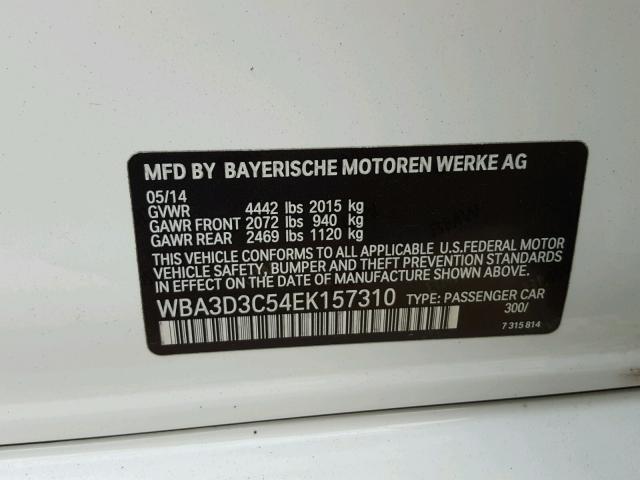 MFD BY BAYERISCHE MOTOREN WERKE AG
05/14
GVWR 4442 lbs 2015 kg
GAWR FRONT 2072 lbs 940 kg
GAWR REAR 2469 lbs 1120 kg
THIS VEHICLE CONFORMS TO ALL APPLICABLE U.S.FEDERAL MOTOR
VEHICLE SAFETY, BUMPER AND THEFT PREVENTION STANDARDS
IN EFFECT ON THE DATE OF MANUFACTURE SHOWN ABOVE.
WBA3D3C54EK157310 TYPE: PASSENGER CAR
300/
7 315 814